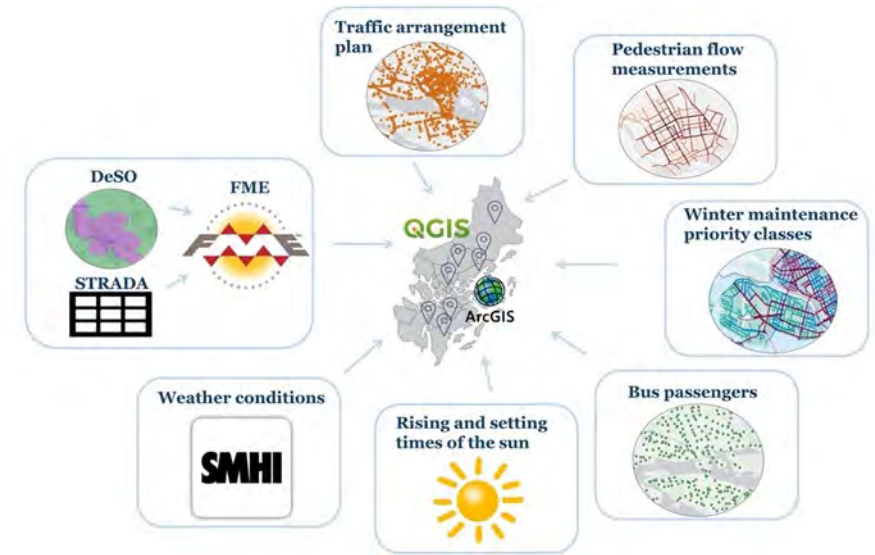 Traffic arrangement
plan
Pedestrian flow
measurements
DeSO
FME
FME
STRADA
QGIS
ArcGIS
Winter maintenance
priority classes
Weather conditions
SMHI
Rising and setting
times of the sun
Bus passengers